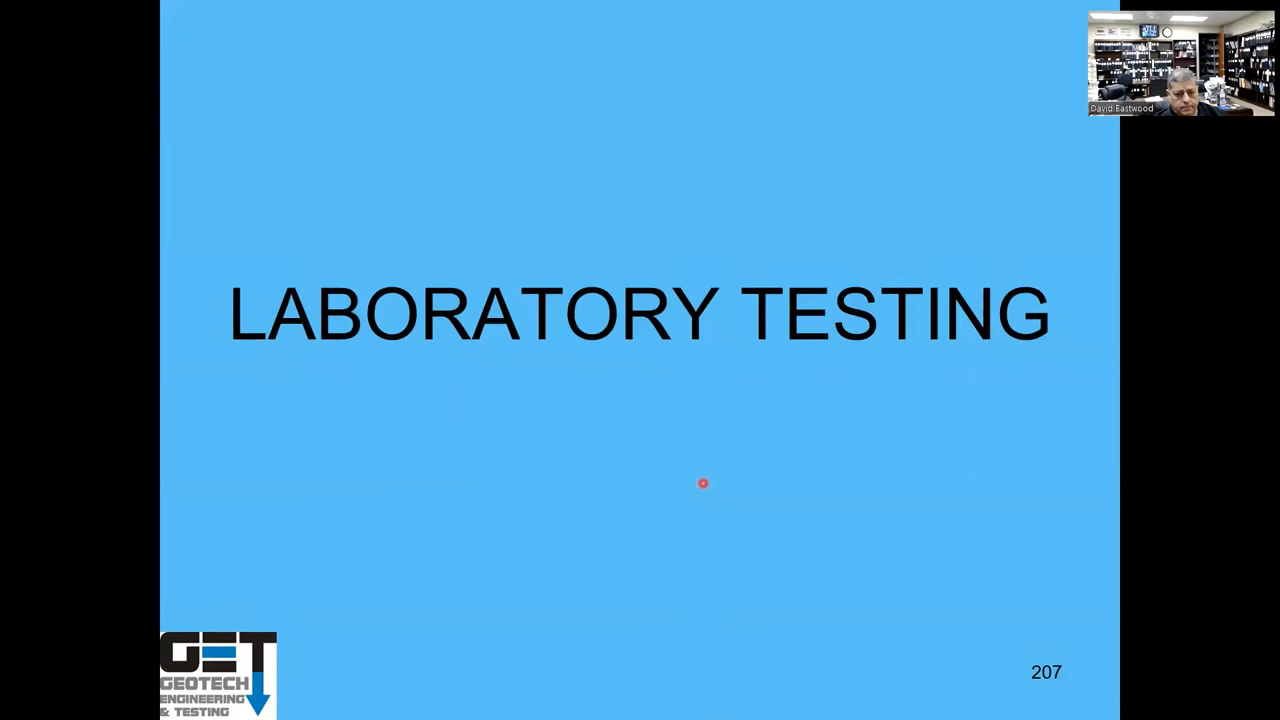 David Eastwood
LABORATORY TESTING
GET
GEOTECH
ENGINEERING
& TESTING
207